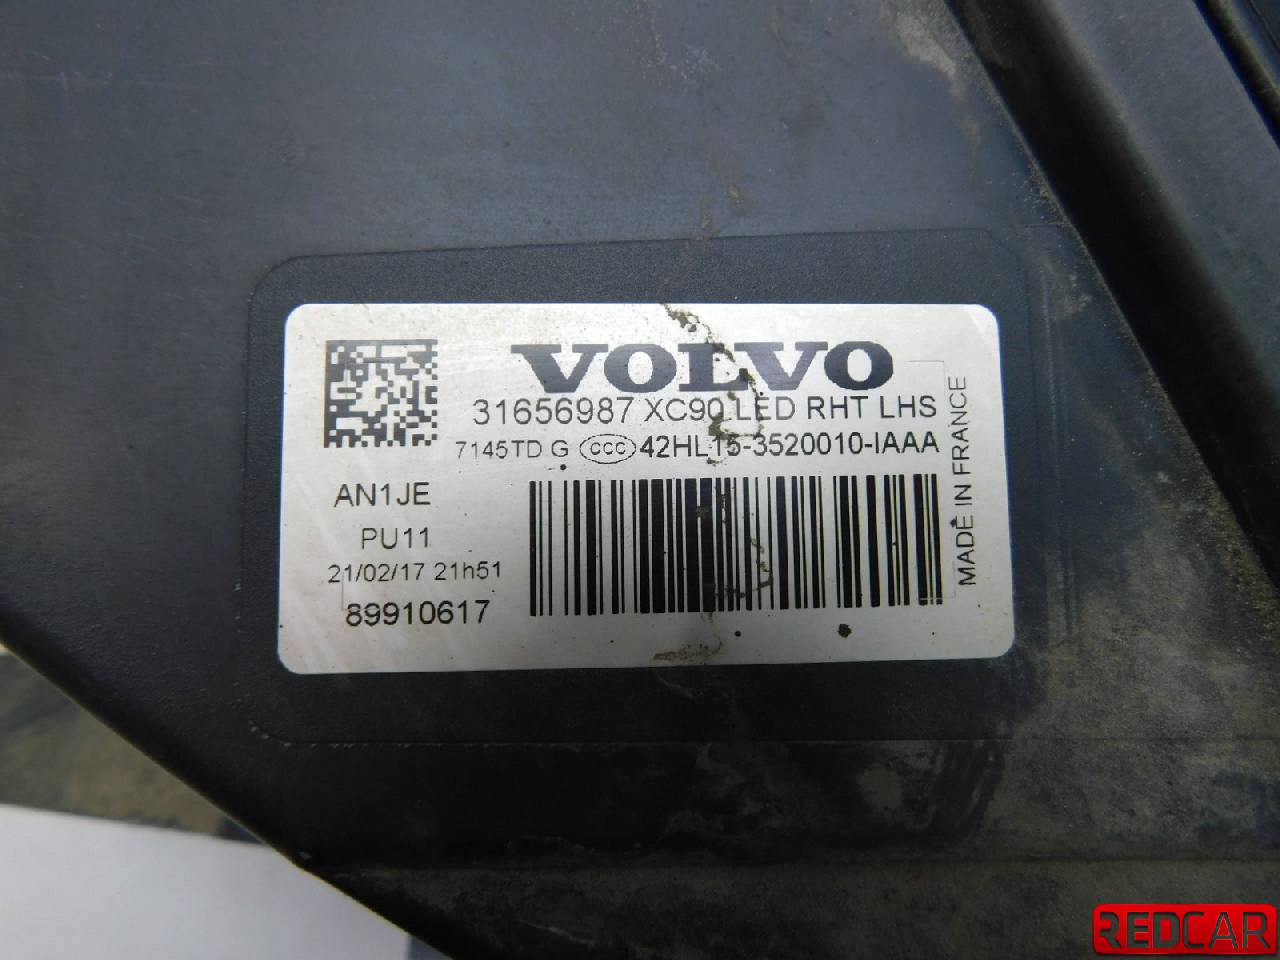 VOLVO
31656987 XC90 LED RHT LHS
7145TD G CCC 42HL15-3520010-IAAA
AN1JE
PU11
21/02/17 21h51
89910617
MADE IN FRANCE
REDCAR